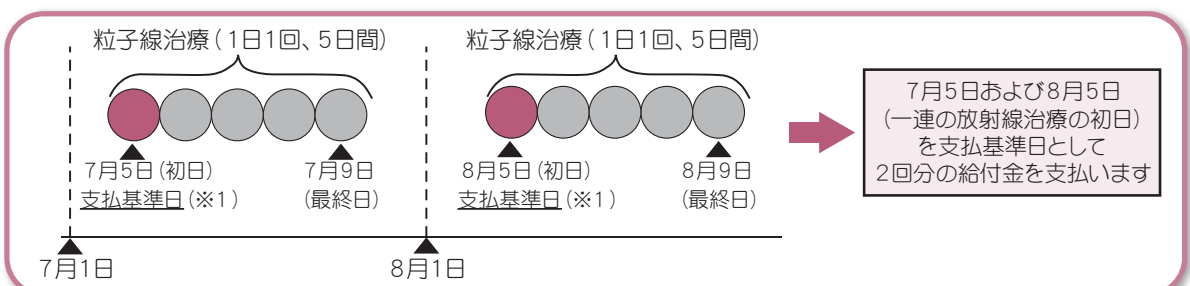 粒子線治療（1日1回、5日間）
粒子線治療（1日1回、5日間）
7月5日（初日）
支払基準日（※1）
7月9日
（最終日）
8月5日（初日）
支払基準日（※1）
8月9日
（最終日）
7月5日および8月5日
（一連の放射線治療の初日）
を支払基準日として
2回分の給付金を支払います
7月1日
8月1日